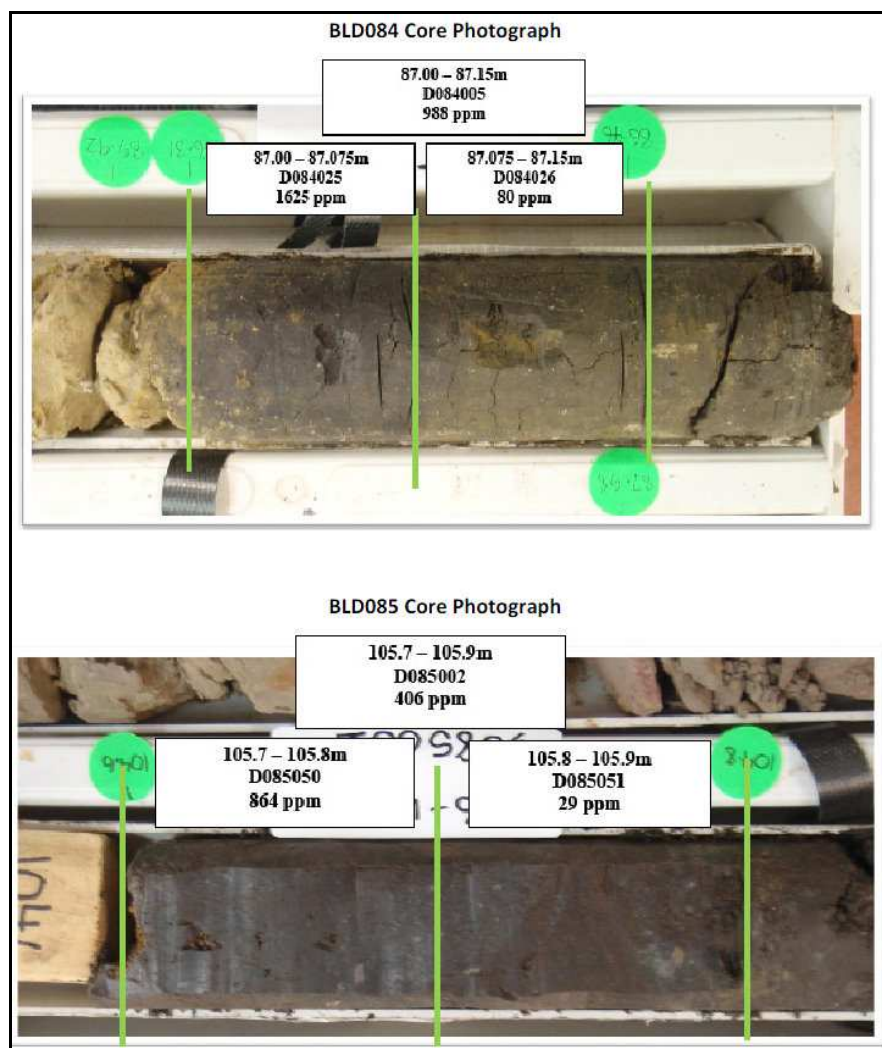 BLD084 Core Photograph
87.00 – 87.15m
D084005
988 ppm
87.00 – 87.075m
D084025
1625 ppm
87.075 – 87.15m
D084026
80 ppm
BLD085 Core Photograph
105.7 – 105.9m
D085002
406 ppm
105.7 – 105.8m
D085050
864 ppm
105.8 – 105.9m
D085051
29 ppm